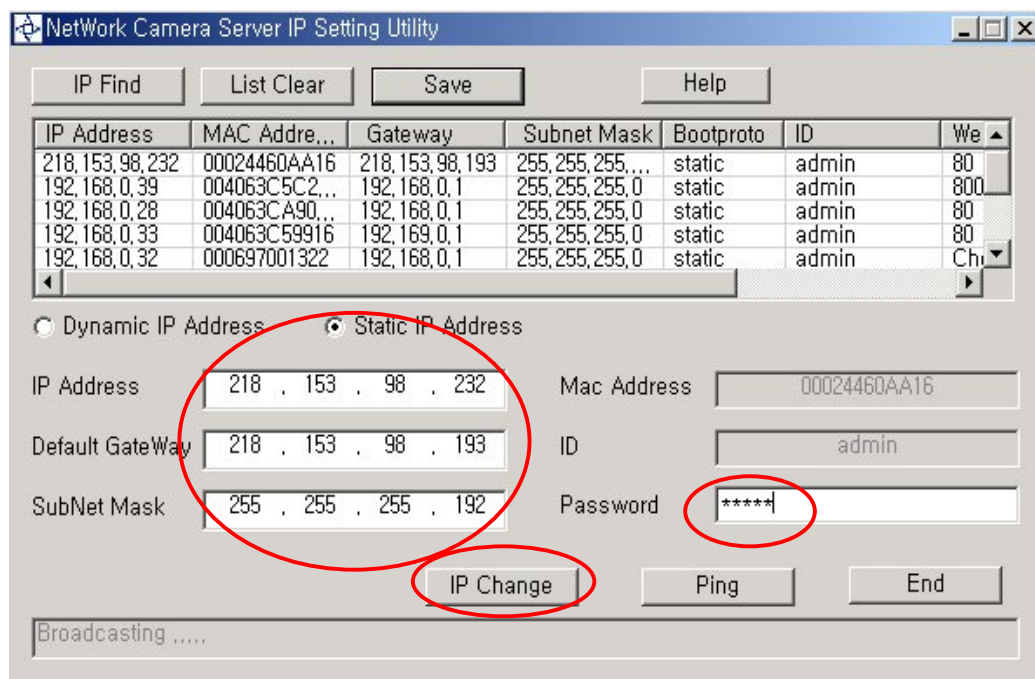 NetWork Camera Server IP Setting Utility
IP Find List Clear Save Help
IP Address MAC Addre,,, Gateway Subnet Mask Bootproto ID We
218,153,98,232 00024460AA16 218,153,98,193 255,255,255,,,, static admin 80
192,168,0,39 004063C5C2,,, 192,168,0,1 255,255,255,0 static admin 800
192,168,0,28 004063CA90,,, 192,168,0,1 255,255,255,0 static admin 80
192,168,0,33 004063C59916 192,169,0,1 255,255,255,0 static admin 80
192,168,0,32 000697001322 192,168,0,1 255,255,255,0 static admin
Dynamic IP Address Static IP Address
IP Address 218 . 153 . 98 . 232 Mac Address 00024460AA16
Default GateWay 218 . 153 . 98 . 193 ID admin
SubNet Mask 255 . 255 . 255 . 192 Password *****
IP Change Ping End
Broadcasting ,,,,,